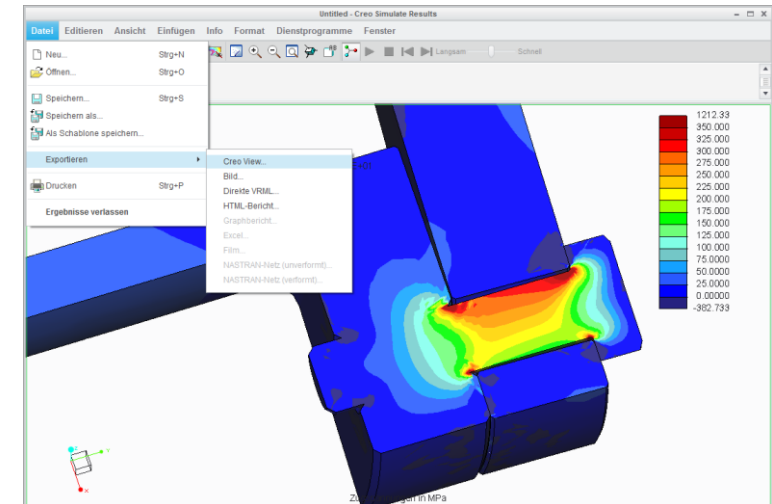 Untitled - Creo Simulate Results
Datei Editieren Ansicht Einfügen Info Format Dienstprogramme Fenster
Neu... Strg+N
Öffnen... Strg+O
Langsam Schnell
Speichern... Strg+S
Speichern als...
Als Schablone speichern...
Exportieren
Drucken Strg+P
Ergebnisse verlassen
Creo View...
Bild...
Direkte VRML...
HTML-Bericht...
Graphbericht...
Excel...
Film...
NASTRAN-Netz (unverformt)...
NASTRAN-Netz (verformt)...
E+01
1212.33
350.000
325.000
300.000
275.000
250.000
225.000
200.000
175.000
150.000
125.000
100.000
75.0000
50.0000
25.0000
0.00000
-382.733
Z
Y
X
in MPa